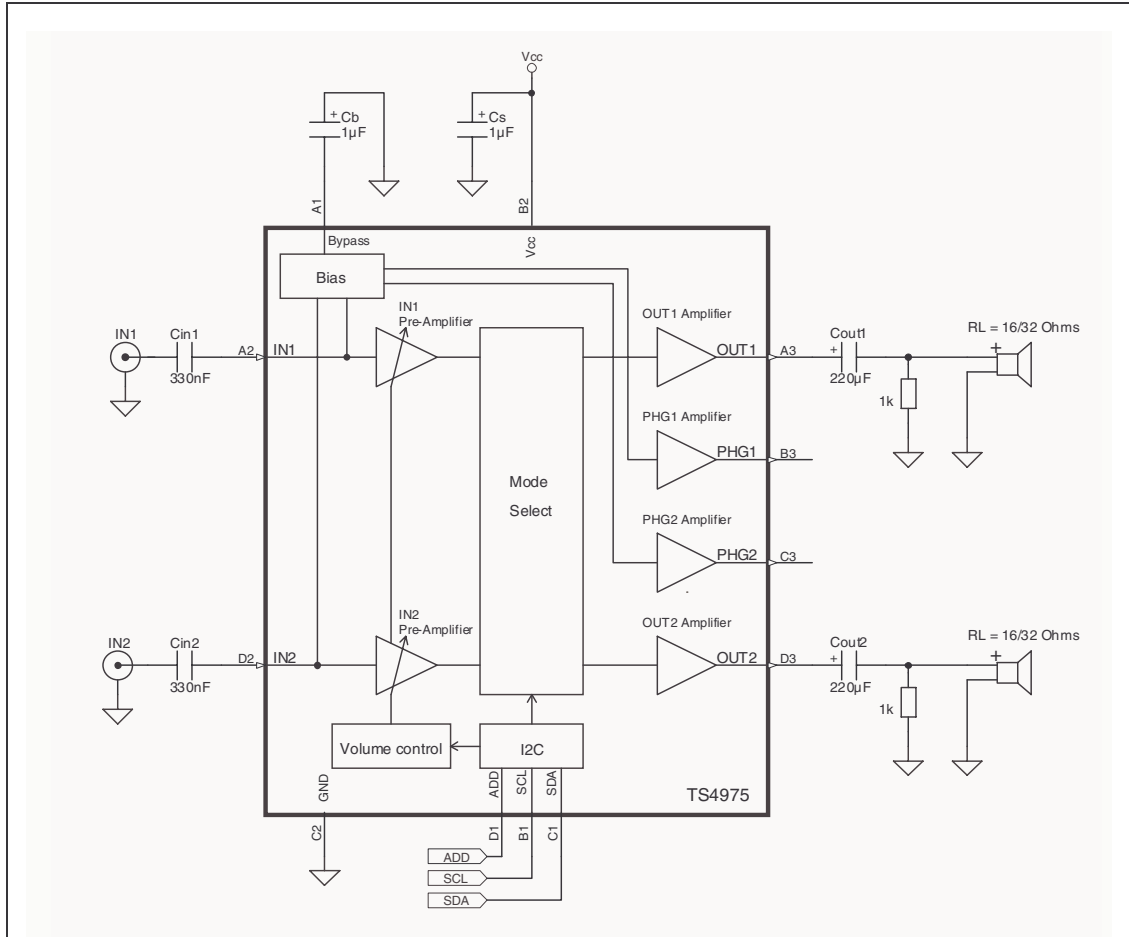 Vcc
+ Cb
1µF
+ Cs
1µF
A1
B2
Bypass
Vcc
Bias
IN1
Pre-Amplifier
OUT1 Amplifier
IN1
Cin1
330nF
A2
IN1
OUT1
A3
Cout1
+
220µF
1k
RL = 16/32 Ohms
+
PHG1 Amplifier
PHG1
B3
Mode
Select
PHG2 Amplifier
PHG2
C3
IN2
Pre-Amplifier
OUT2 Amplifier
IN2
Cin2
330nF
D2
IN2
OUT2
D3
Cout2
+
220µF
1k
RL = 16/32 Ohms
+
Volume control
I2C
GND
ADD
SCL
SDA
TS4975
C2
D1
B1
C1
ADD
SCL
SDA